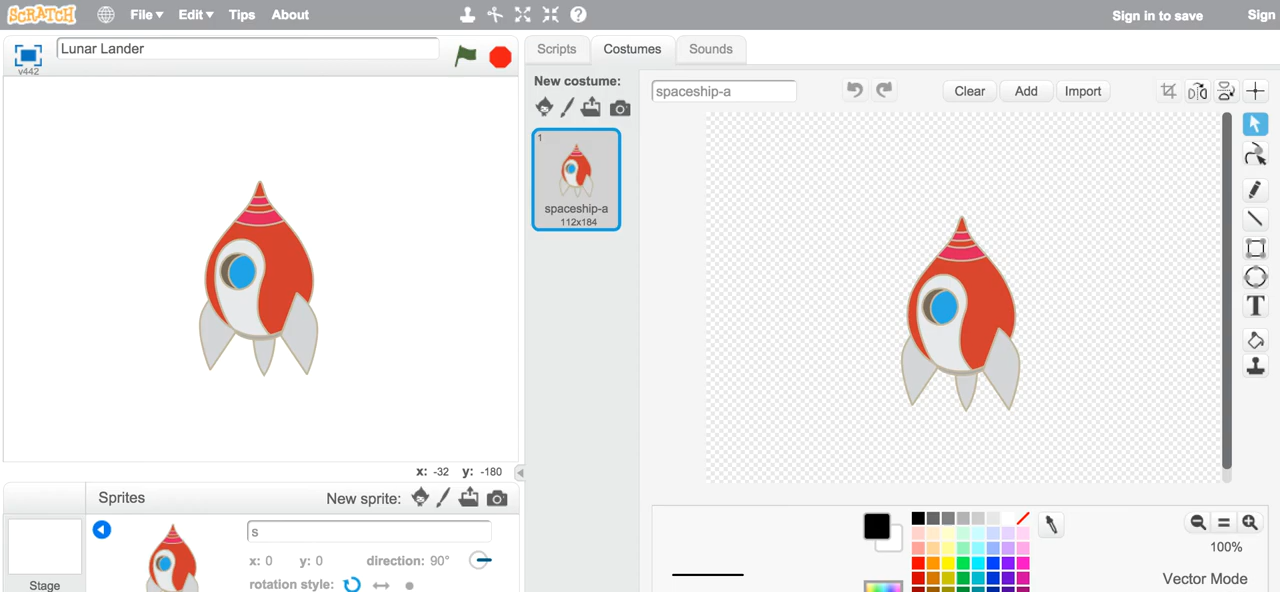 SCRATCH File Edit Tips About Sign in to save Sign
v442 Lunar Lander
Scripts Costumes Sounds
New costume:
spaceship-a Clear Add Import
1
spaceship-a
112x184
x: -32 y: -180
Sprites New sprite:
s
x: 0 y: 0 direction: 90°
rotation style:
Stage
T
100%
Vector Mode